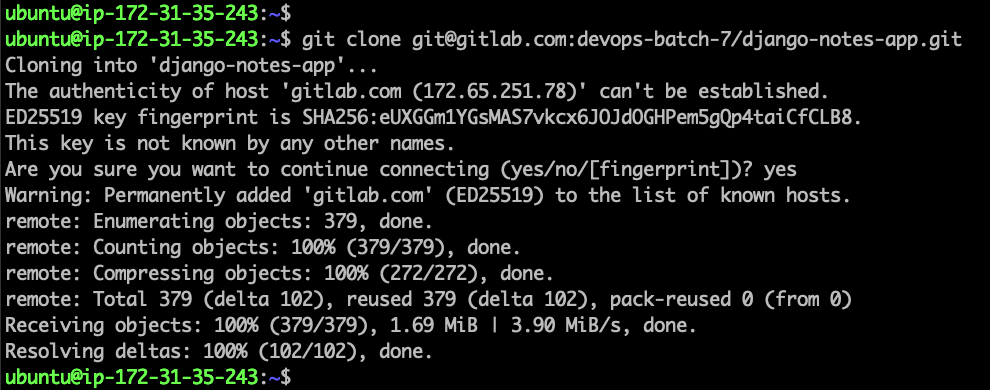 ubuntu@ip-172-31-35-243:~$
ubuntu@ip-172-31-35-243:~$ git clone git@gitlab.com:devops-batch-7/django-notes-app.git
Cloning into 'django-notes-app'...
The authenticity of host 'gitlab.com (172.65.251.78)' can't be established.
ED25519 key fingerprint is SHA256:eUXGGm1YGsMAS7vkcx6JOJdOGHPem5gQp4taiCfCLB8.
This key is not known by any other names.
Are you sure you want to continue connecting (yes/no/[fingerprint])? yes
Warning: Permanently added 'gitlab.com' (ED25519) to the list of known hosts.
remote: Enumerating objects: 379, done.
remote: Counting objects: 100% (379/379), done.
remote: Compressing objects: 100% (272/272), done.
remote: Total 379 (delta 102), reused 379 (delta 102), pack-reused 0 (from 0)
Receiving objects: 100% (379/379), 1.69 MiB | 3.90 MiB/s, done.
Resolving deltas: 100% (102/102), done.
ubuntu@ip-172-31-35-243:~$